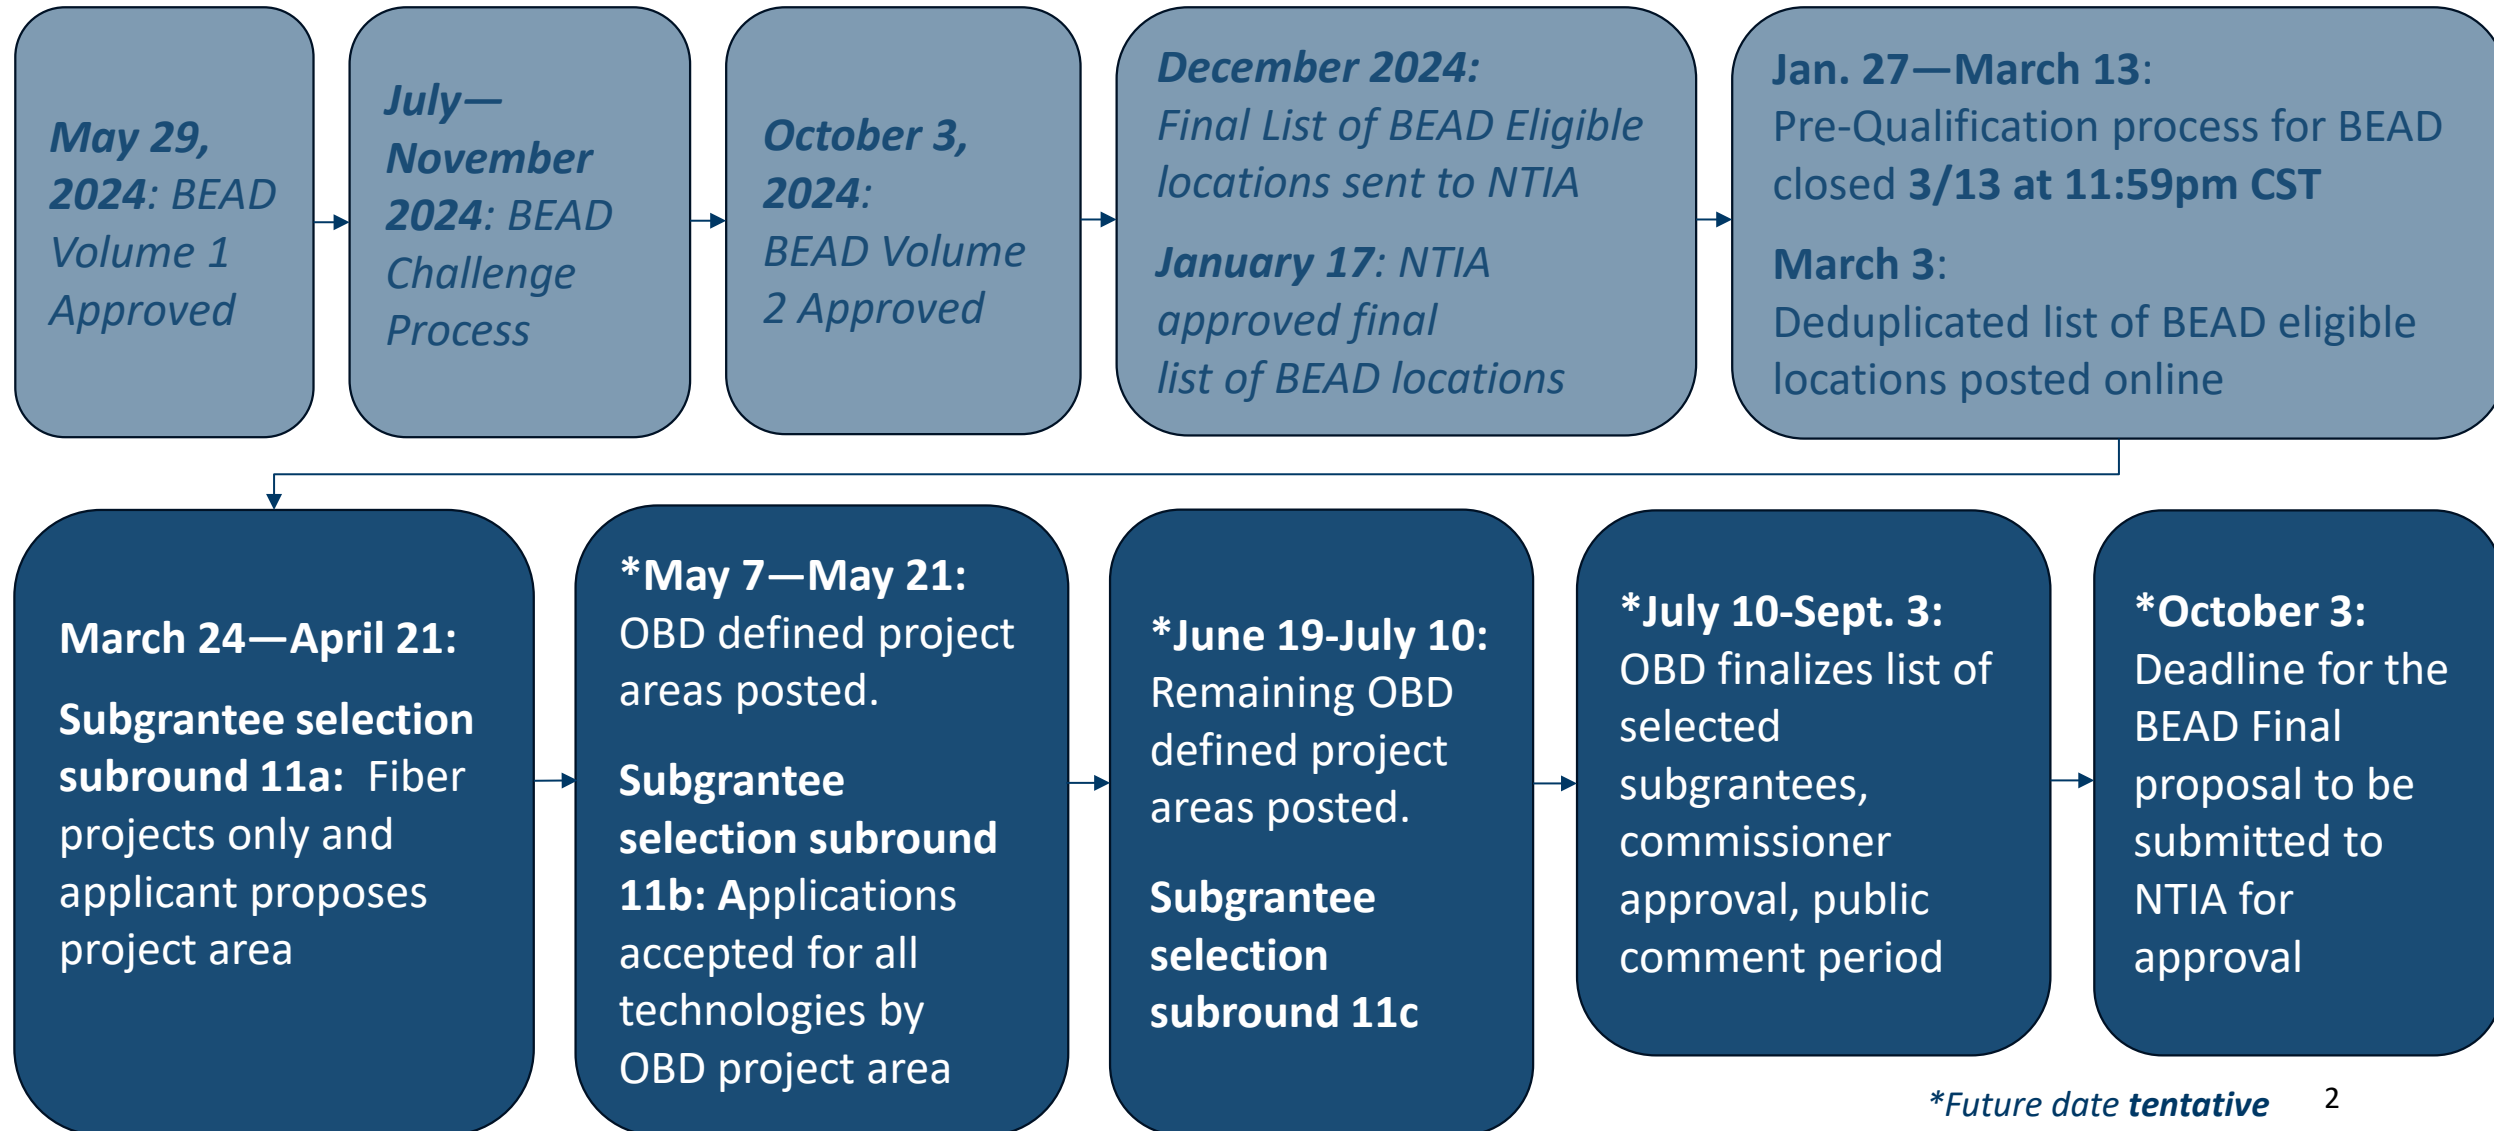 May 29,
2024: BEAD
Volume 1
Approved
July—
November
2024: BEAD
Challenge
Process
October 3,
2024:
BEAD Volume
2 Approved
December 2024:
Final List of BEAD Eligible
locations sent to NTIA
January 17: NTIA
approved final
list of BEAD locations
Jan. 27—March 13:
Pre-Qualification process for BEAD
closed 3/13 at 11:59pm CST
March 3:
Deduplicated list of BEAD eligible
locations posted online
March 24—April 21:
Subgrantee selection
subround 11a:  Fiber
projects only and
applicant proposes
project area
*May 7—May 21:
OBD defined project
areas posted.
Subgrantee
selection subround
11b: Applications
accepted for all
technologies by
OBD project area
*June 19-July 10:
Remaining OBD
defined project
areas posted.
Subgrantee
selection
subround 11c
*July 10-Sept. 3:
OBD finalizes list of
selected
subgrantees,
commissioner
approval, public
comment period
*October 3:
Deadline for the
BEAD Final
proposal to be
submitted to
NTIA for
approval
*Future date tentative
2